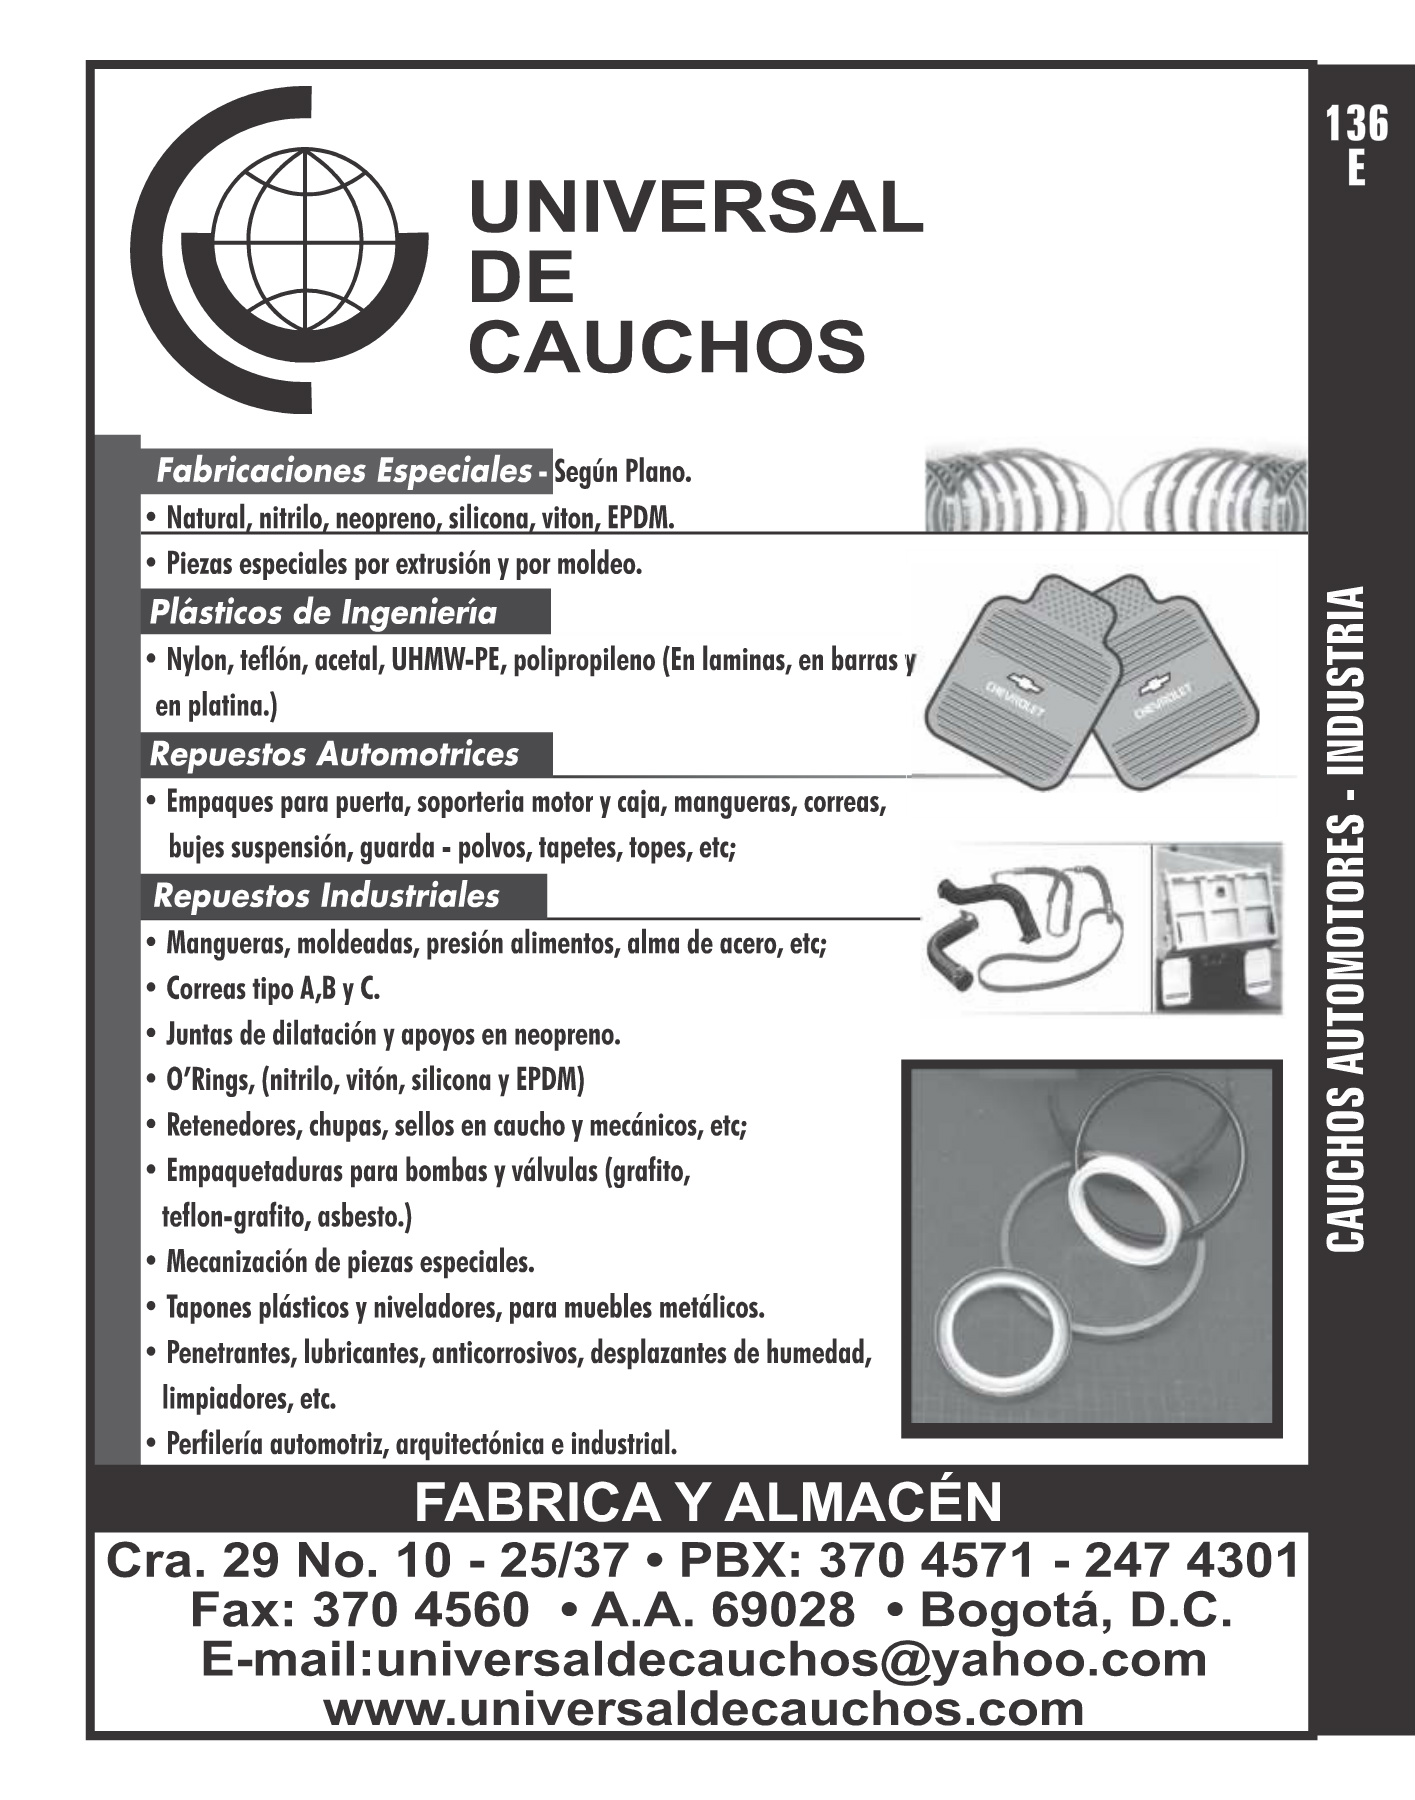 136
E
UNIVERSAL
DE
CAUCHOS
Fabricaciones Especiales - Según Plano.
• Natural, nitrilo, neopreno, silicona, viton, EPDM.
• Piezas especiales por extrusión y por moldeo.
Plásticos de Ingeniería
• Nylon, teflón, acetal, UHMW-PE, polipropileno (En laminas, en barras y
en platina.)
CHEVROLET
CHEVROLET
Repuestos Automotrices
• Empaques para puerta, soporteria motor y caja, mangueras, correas,
bujes suspensión, guarda - polvos, tapetes, topes, etc;
Repuestos Industriales
• Mangueras, moldeadas, presión alimentos, alma de acero, etc;
• Correas tipo A,B y C.
• Juntas de dilatación y apoyos en neopreno.
• O’Rings, (nitrilo, vitón, silicona y EPDM)
• Retenedores, chupas, sellos en caucho y mecánicos, etc;
• Empaquetaduras para bombas y válvulas (grafito,
teflon-grafito, asbesto.)
• Mecanización de piezas especiales.
• Tapones plásticos y niveladores, para muebles metálicos.
• Penetrantes, lubricantes, anticorrosivos, desplazantes de humedad,
limpiadores, etc.
• Perfilería automotriz, arquitectónica e industrial.
FABRICA Y ALMACÉN
Cra. 29 No. 10 - 25/37 • PBX: 370 4571 - 247 4301
Fax: 370 4560 • A.A. 69028 • Bogotá, D.C.
E-mail:universaldecauchos@yahoo.com
www.universaldecauchos.com
CAUCHOS AUTOMOTORES - INDUSTRIA